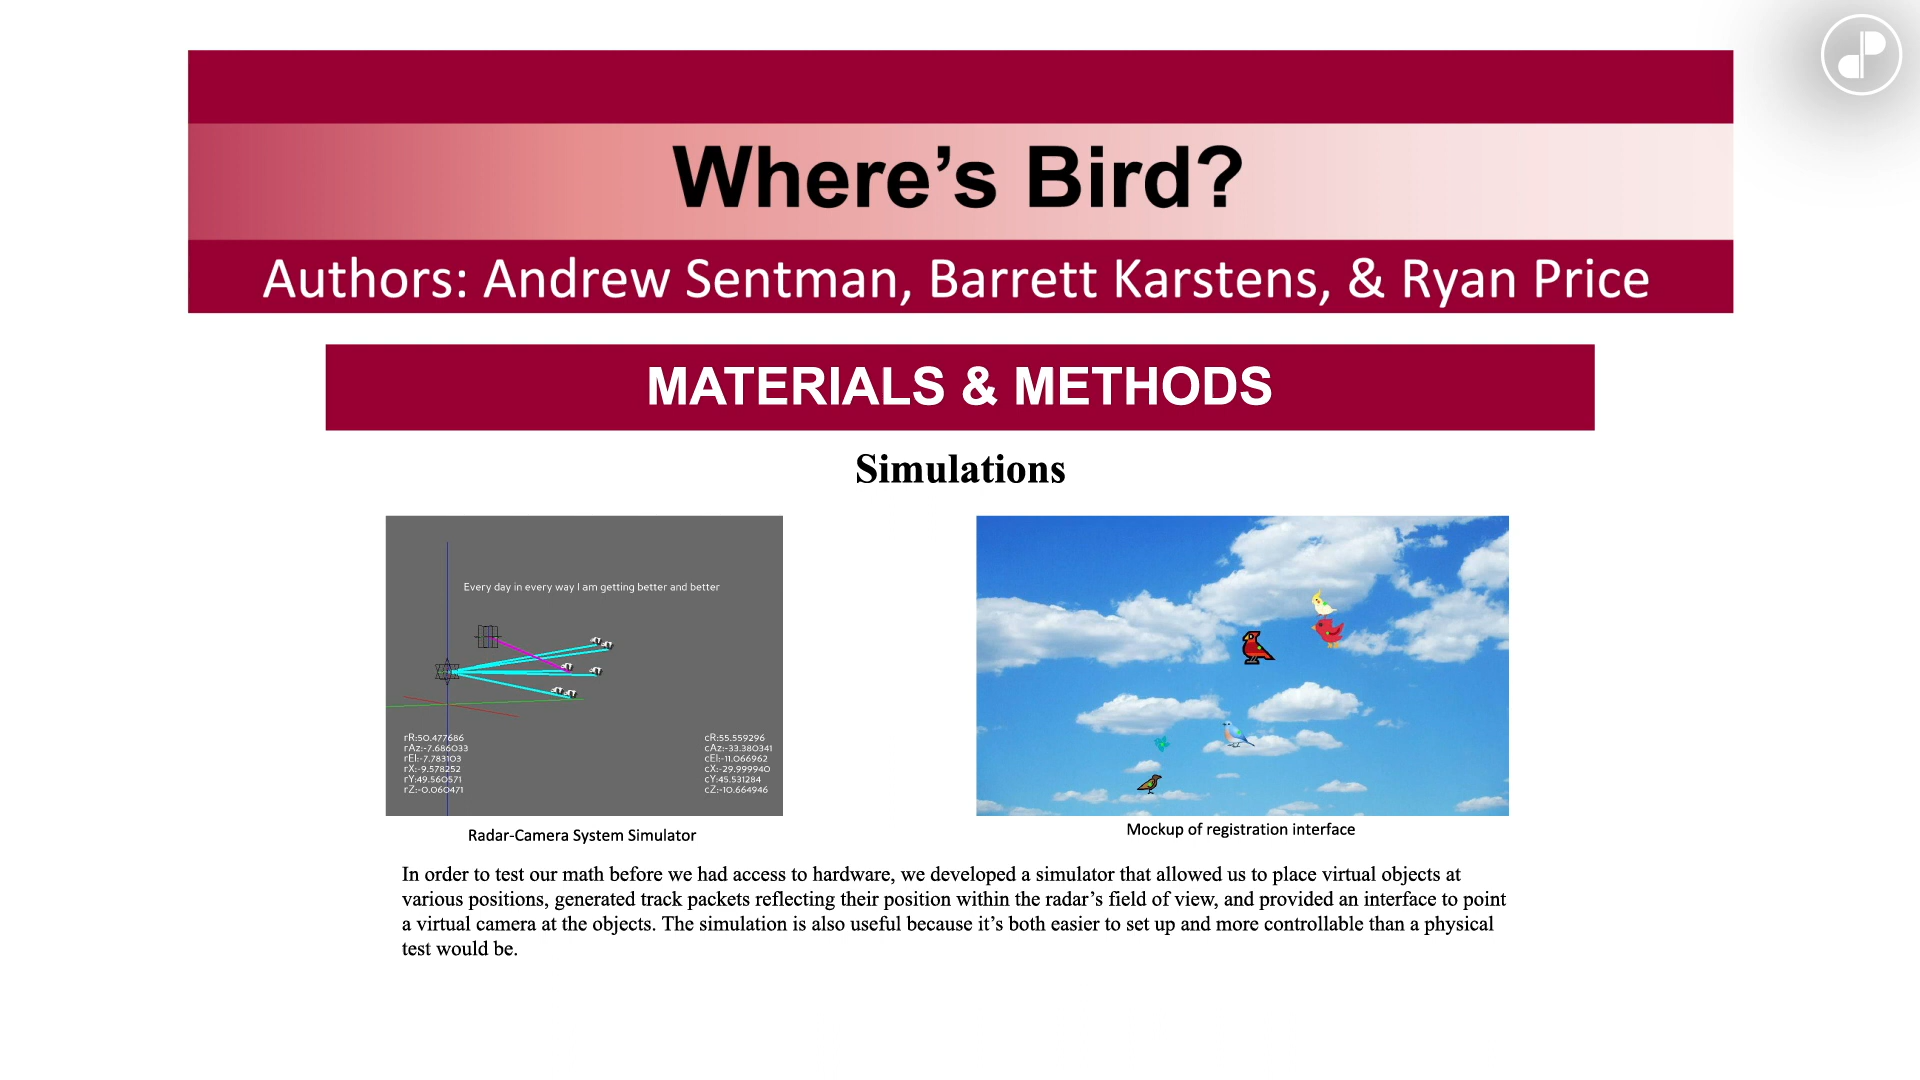 Where’s Bird?
Authors: Andrew Sentman, Barrett Karstens, & Ryan Price
MATERIALS & METHODS
Simulations
Every day in every way I am getting better and better
rR:50.477686
rAz:-7.686033
rEl:-7.783103
rX:-9.578252
rY:49.560571
rZ:-0.060471
cR:55.559296
cAz:-33.380341
cEl:-11.066962
cX:-29.999940
cY:45.531284
cZ:-10.664946
Radar-Camera System Simulator
Mockup of registration interface
In order to test our math before we had access to hardware, we developed a simulator that allowed us to place virtual objects at
various positions, generated track packets reflecting their position within the radar’s field of view, and provided an interface to point
a virtual camera at the objects. The simulation is also useful because it’s both easier to set up and more controllable than a physical
test would be.